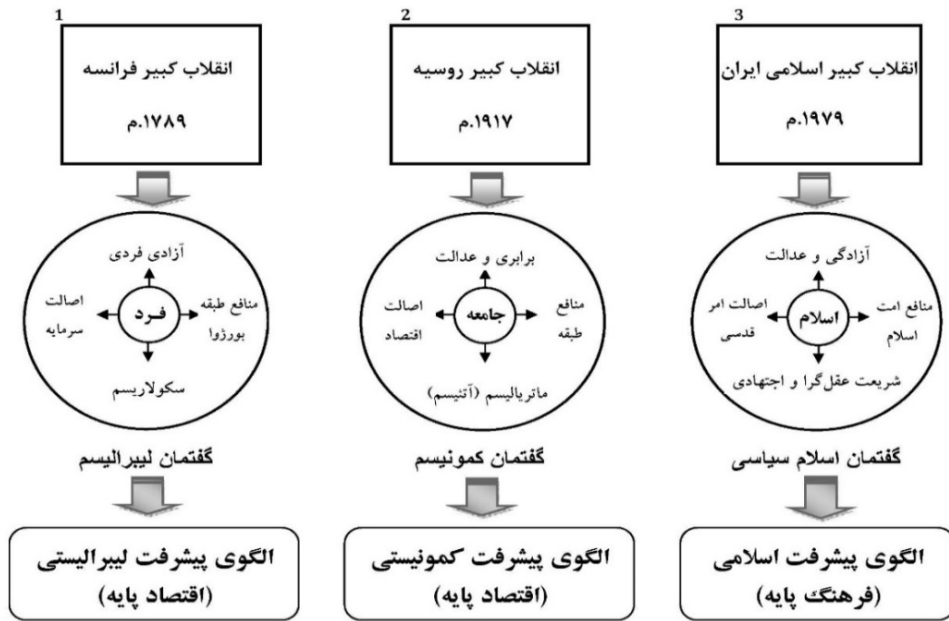 1
انقلاب کبیر فرانسه
۱۷۸۹.م
آزادی فردی
اصالت
سرمایه
فرد
منافع طبقه
بورژوا
سکولاریسم
گفتمان لیبرالیسم
الگوی پیشرفت لیبرالیستی
(اقتصاد پایه)
2
انقلاب کبیر روسیه
۱۹۱۷.م
برابری و عدالت
اصالت
اقتصاد
جامعه
منافع
طبقه
ماتریالیسم (آتئیسم)
گفتمان کمونیسم
الگوی پیشرفت کمونیستی
(اقتصاد پایه)
3
انقلاب کبیر اسلامی ایران
۱۹۷۹.م
آزادگی و عدالت
اصالت امر
قدسی
اسلام
منافع امت
اسلام
شریعت عقل‌گرا و اجتهادی
گفتمان اسلام سیاسی
الگوی پیشرفت اسلامی
(فرهنگ پایه)